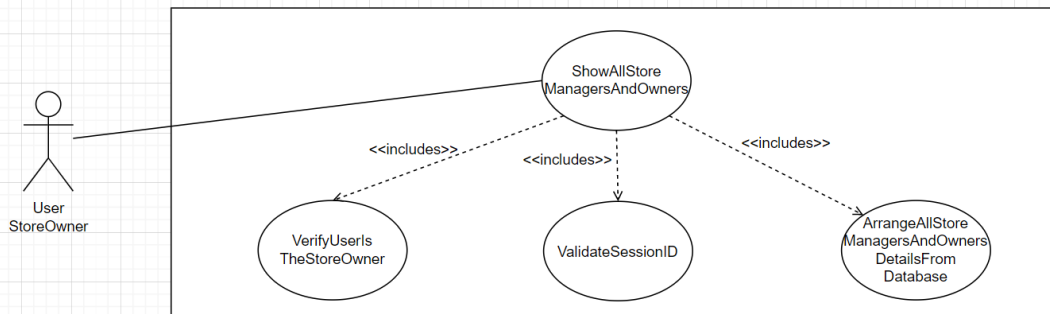 ShowAllStore
ManagersAndOwners
<<includes>>
<<includes>>
<<includes>>
User
StoreOwner
VerifyUserIs
TheStoreOwner
ValidateSessionID
ArrangeAllStore
ManagersAndOwners
DetailsFrom
Database